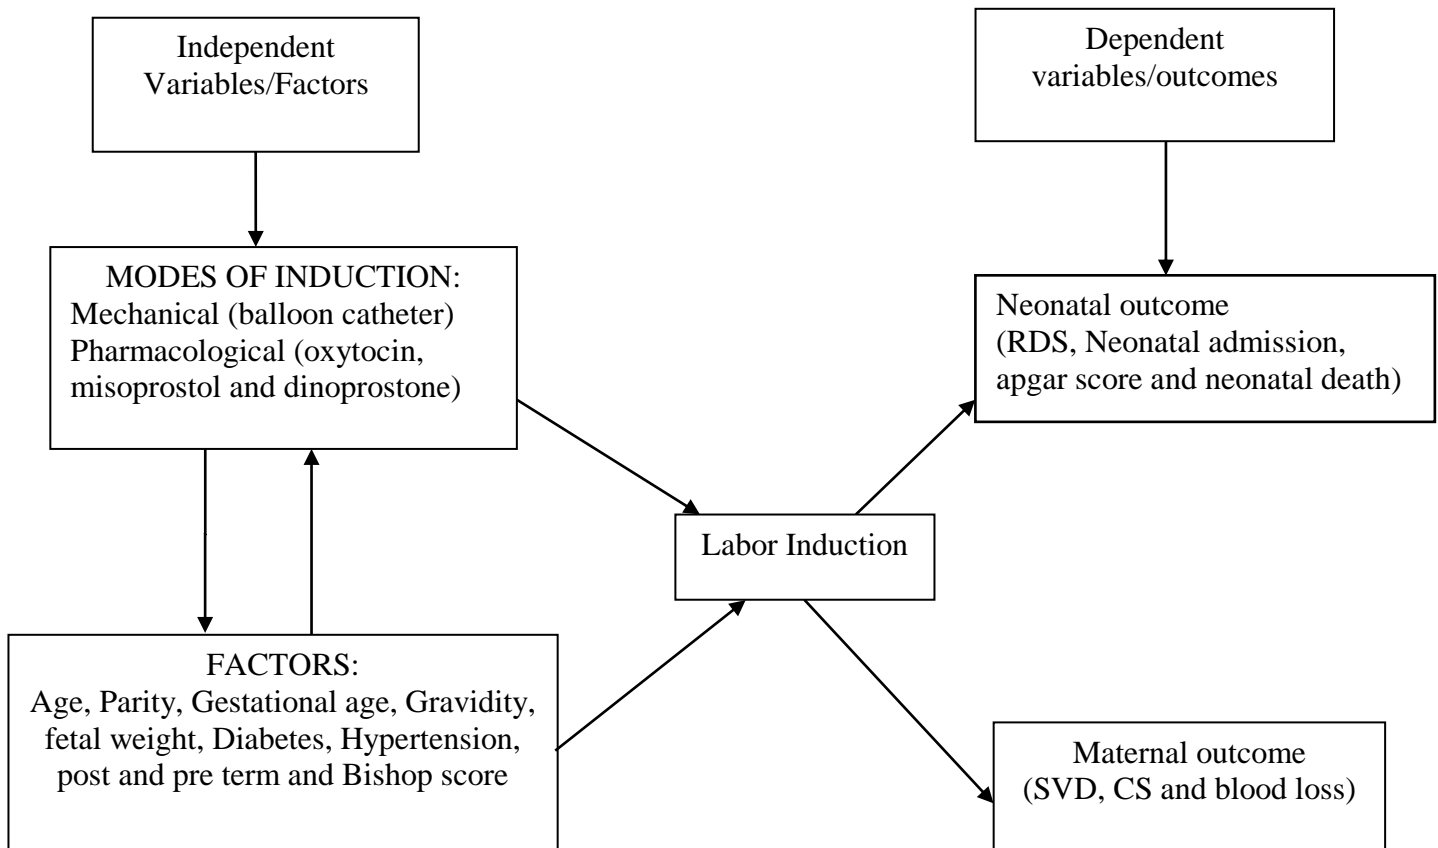 Independent
Variables/Factors
Dependent
variables/outcomes
MODES OF INDUCTION:
Mechanical (balloon catheter)
Pharmacological (oxytocin,
misoprostol and dinoprostone)
Neonatal outcome
(RDS, Neonatal admission,
apgar score and neonatal death)
Labor Induction
FACTORS:
Age, Parity, Gestational age, Gravidity,
fetal weight, Diabetes, Hypertension,
post and pre term and Bishop score
Maternal outcome
(SVD, CS and blood loss)